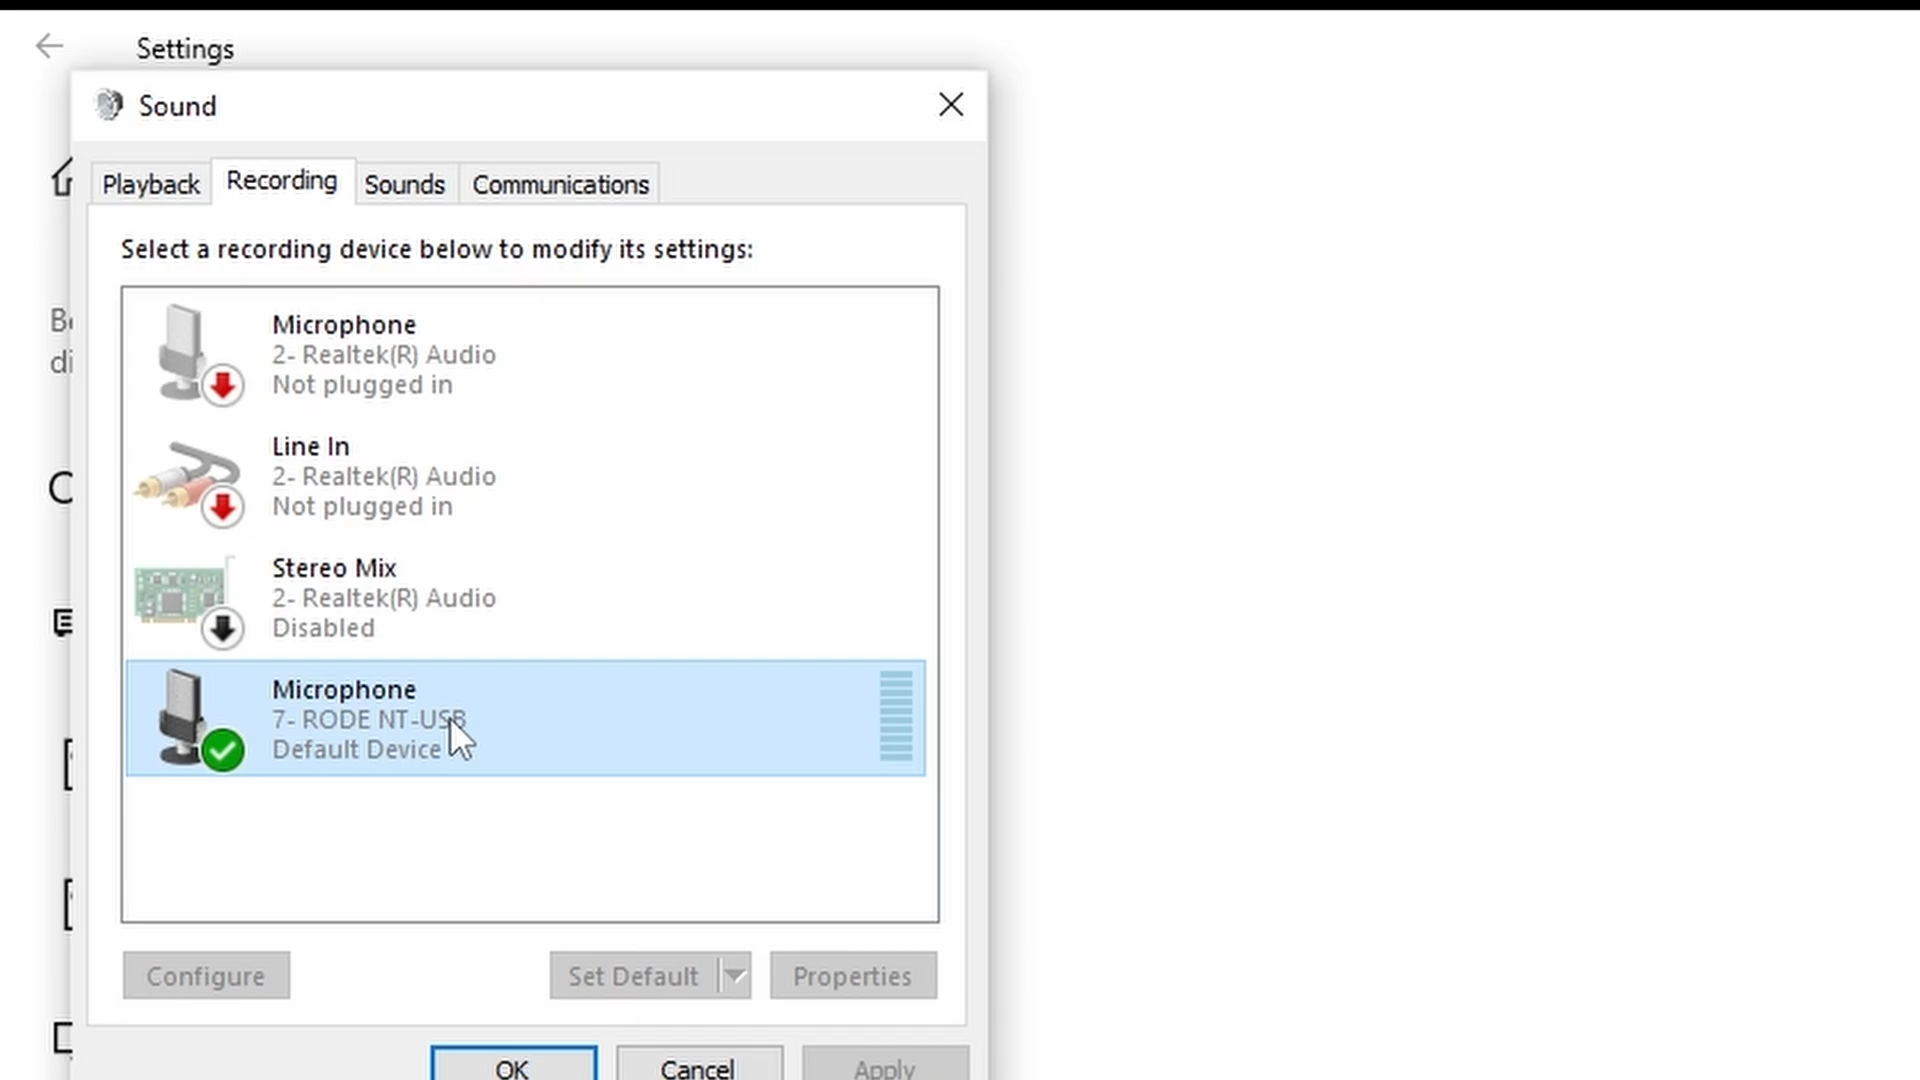 Settings
Sound
Playback
Recording
Sounds
Communications
Select a recording device below to modify its settings:
Microphone
2- Realtek(R) Audio
Not plugged in
Line In
2- Realtek(R) Audio
Not plugged in
Stereo Mix
2- Realtek(R) Audio
Disabled
Microphone
7- RODE NT-USB
Default Device
Configure
Set Default
Properties
OK
Cancel
Apply